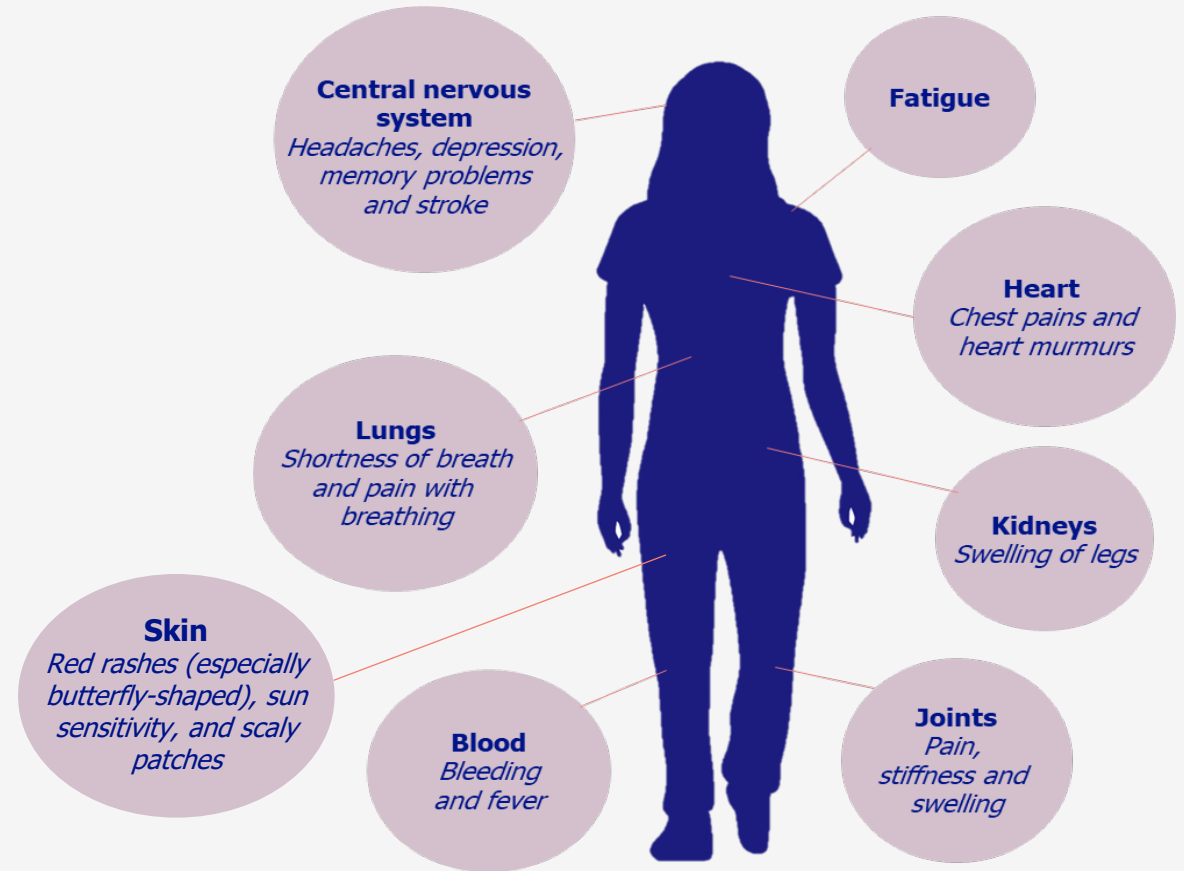 Central nervous
system
Headaches, depression,
memory problems
and stroke
Fatigue
Heart
Chest pains and
heart murmurs
Lungs
Shortness of breath
and pain with
breathing
Kidneys
Swelling of legs
Skin
Red rashes (especially
butterfly-shaped), sun
sensitivity, and scaly
patches
Blood
Bleeding
and fever
Joints
Pain,
stiffness and
swelling